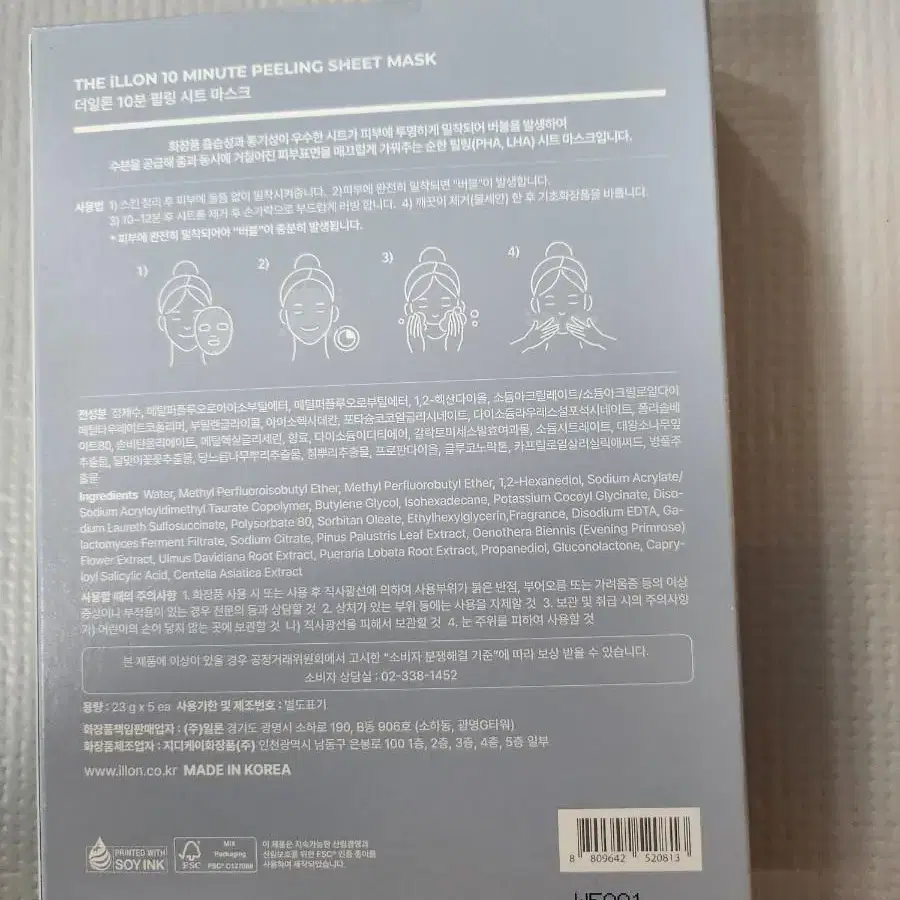 THE iLLON 10 MINUTE PEELING SHEET MASK
더일론 10분 필링 시트 마스크
화장품 흡습성과 통기성이 우수한 시트가 피부에 투명하게 밀착되어 버블을 발생하여
수분을 공급해 줌과 동시에 거칠어진 피부표면을 매끄럽게 가꿔주는 순한 필링(PHA, LHA) 시트 마스크입니다.
사용법 1) 스킨 정리 후 피부에 들뜸 없이 밀착시켜줍니다. 2)피부에 완전히 밀착되면 "버블"이 발생합니다.
3) 10~12분 후 시트를 제거 후 손가락으로 부드럽게 러빙 합니다. 4) 깨끗이 제거(물세안) 한 후 기초화장품을 바릅니다.
* 피부에 완전히 밀착되어야 "버블"이 충분히 발생됩니다.
1) 2) 3) 4)
전성분 정제수, 메틸퍼플루오로아이소부틸에터, 메틸퍼플루오로부틸에터, 1,2-헥산다이올, 소듐아크릴레이트/소듐아크릴로일다이
메틸타우레이트코폴리머, 부틸렌글라이콜, 아이소헥사데칸, 포타슘코코일글리시네이트, 다이소듐라우레스설포석시네이트, 폴리솔베
이트80, 솔비탄올리에이트, 에틸헥실글리세린, 향료, 다이소듐이디티에이, 갈락토미세스발효여과물, 소듐시트레이트, 대왕소나무잎
추출물, 달맞이꽃꽃추출물, 당느릅나무뿌리추출물, 칡뿌리추출물, 프로판다이올, 글루코노락톤, 카프릴로일살리실릭애씨드, 병풀추
출물
Ingredients Water, Methyl Perfluoroisobutyl Ether, Methyl Perfluorobutyl Ether, 1,2-Hexanediol, Sodium Acrylate/
Sodium Acryloyldimethyl Taurate Copolymer, Butylene Glycol, Isohexadecane, Potassium Cocoyl Glycinate, Diso-
dium Laureth Sulfosuccinate, Polysorbate 80, Sorbitan Oleate, Ethylhexylglycerin,Fragrance, Disodium EDTA, Ga-
lactomyces Ferment Filtrate, Sodium Citrate, Pinus Palustris Leaf Extract, Oenothera Biennis (Evening Primrose)
Flower Extract, Ulmus Davidiana Root Extract, Pueraria Lobata Root Extract, Propanediol, Gluconolactone, Capry-
loyl Salicylic Acid, Centella Asiatica Extract
사용할 때의 주의사항 1. 화장품 사용 시 또는 사용 후 직사광선에 의하여 사용부위가 붉은 반점, 부어오름 또는 가려움증 등의 이상
증상이나 부작용이 있는 경우 전문의 등과 상담할 것 2. 상처가 있는 부위 등에는 사용을 자제할 것 3. 보관 및 취급 시의 주의사항
가) 어린이의 손이 닿지 않는 곳에 보관할 것 나) 직사광선을 피해서 보관할 것 4. 눈 주위를 피하여 사용할 것
본 제품에 이상이 있을 경우 공정거래위원회에서 고시한 "소비자 분쟁해결 기준"에 따라 보상 받을 수 있습니다.
소비자 상담실 : 02-338-1452
용량 : 23 g x 5 ea 사용기한 및 제조번호 : 별도표기
화장품책임판매업자 : (주)일론 경기도 광명시 소하로 190, B동 906호 (소하동, 광명G타워)
화장품제조업자 : 지디케이화장품(주) 인천광역시 남동구 은봉로 100 1층, 2층, 3층, 4층, 5층 일부
www.illon.co.kr MADE IN KOREA
PRINTED WITH
SOY INK
FSC
MIX
Packaging
FSC® C127088
이 제품은 지속가능한 산림경영과
산림보호를 위한 FSC® 인증 종이를
사용하여 제작되었습니다.
8 809642 520813